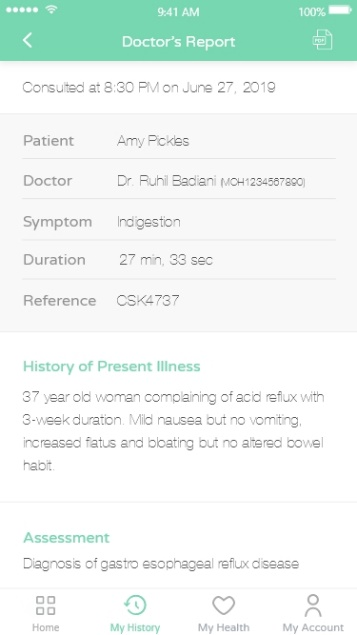 9:41 AM 100%
Doctor's Report PDF
Consulted at 8:30 PM on June 27, 2019
Patient Amy Pickles
Doctor Dr. Ruhil Badiani (MOH1234567890)
Symptom Indigestion
Duration 27 min, 33 sec
Reference CSK4737
History of Present Illness
37 year old woman complaining of acid reflux with
3-week duration. Mild nausea but no vomiting,
increased flatus and bloating but no altered bowel
habit.
Assessment
Diagnosis of gastro esophageal reflux disease
Home My History My Health My Account